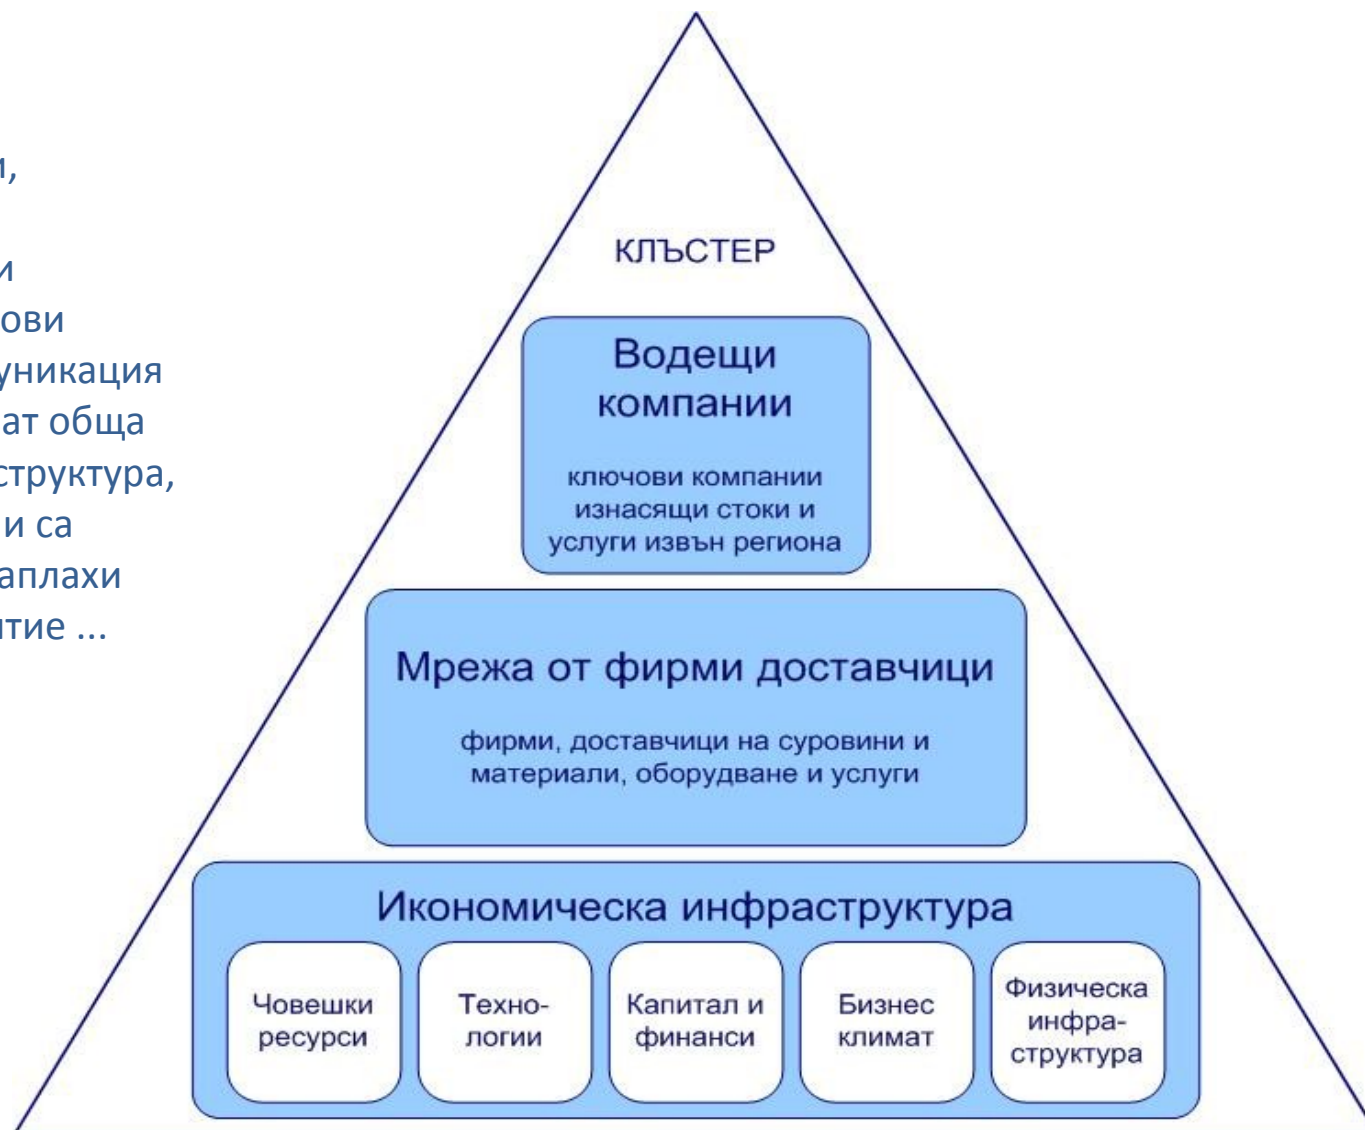 и,
и
ови
уникация
ат обща
структура,
и са
аплахи
тие ...
КЛЪСТЕР
Водещи
компании
ключови компании
изнасящи стоки и
услуги извън региона
Мрежа от фирми доставчици
фирми, доставчици на суровини и
материали, оборудване и услуги
Икономическа инфраструктура
Човешки
ресурси
Техно-
логии
Капитал и
финанси
Бизнес
климат
Физическа
инфра-
структура